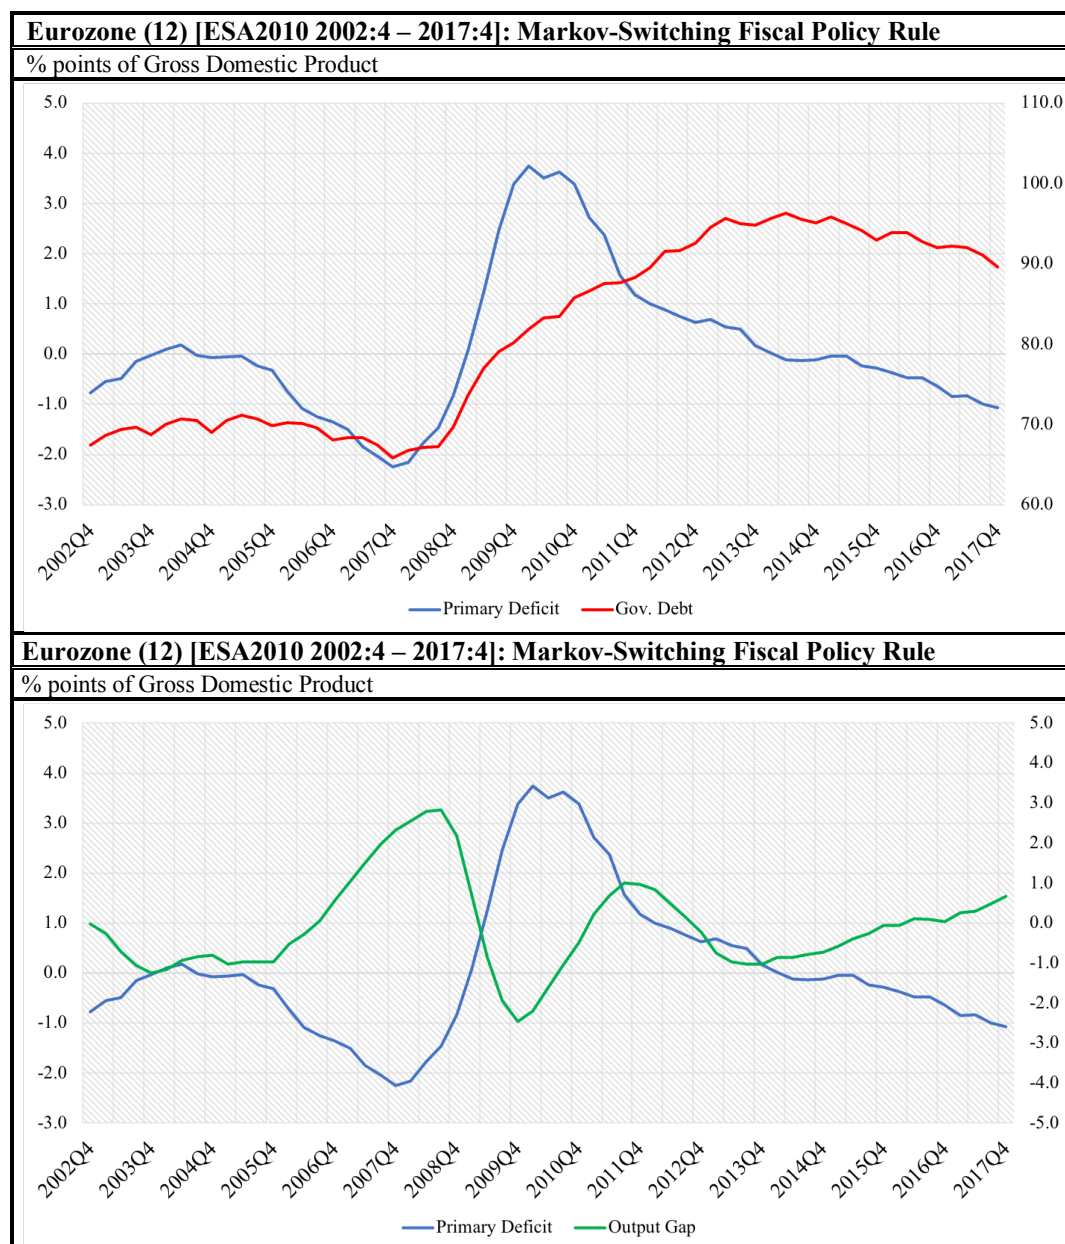 Eurozone (12) [ESA2010 2002:4 – 2017:4]: Markov-Switching Fiscal Policy Rule
% points of Gross Domestic Product
5.0 110.0
4.0
3.0 100.0
2.0
1.0 90.0
0.0
-1.0 80.0
-2.0 70.0
-3.0 60.0
2002Q4 2003Q4 2004Q4 2005Q4 2006Q4 2007Q4 2008Q4 2009Q4 2010Q4 2011Q4 2012Q4 2013Q4 2014Q4 2015Q4 2016Q4 2017Q4
Primary Deficit Gov. Debt
Eurozone (12) [ESA2010 2002:4 – 2017:4]: Markov-Switching Fiscal Policy Rule
% points of Gross Domestic Product
5.0 5.0
4.0 4.0
3.0 3.0
2.0 2.0
1.0 1.0
0.0 0.0
-1.0 -1.0
-2.0 -2.0
-3.0 -3.0
-4.0
-5.0
2002Q4 2003Q4 2004Q4 2005Q4 2006Q4 2007Q4 2008Q4 2009Q4 2010Q4 2011Q4 2012Q4 2013Q4 2014Q4 2015Q4 2016Q4 2017Q4
Primary Deficit Output Gap